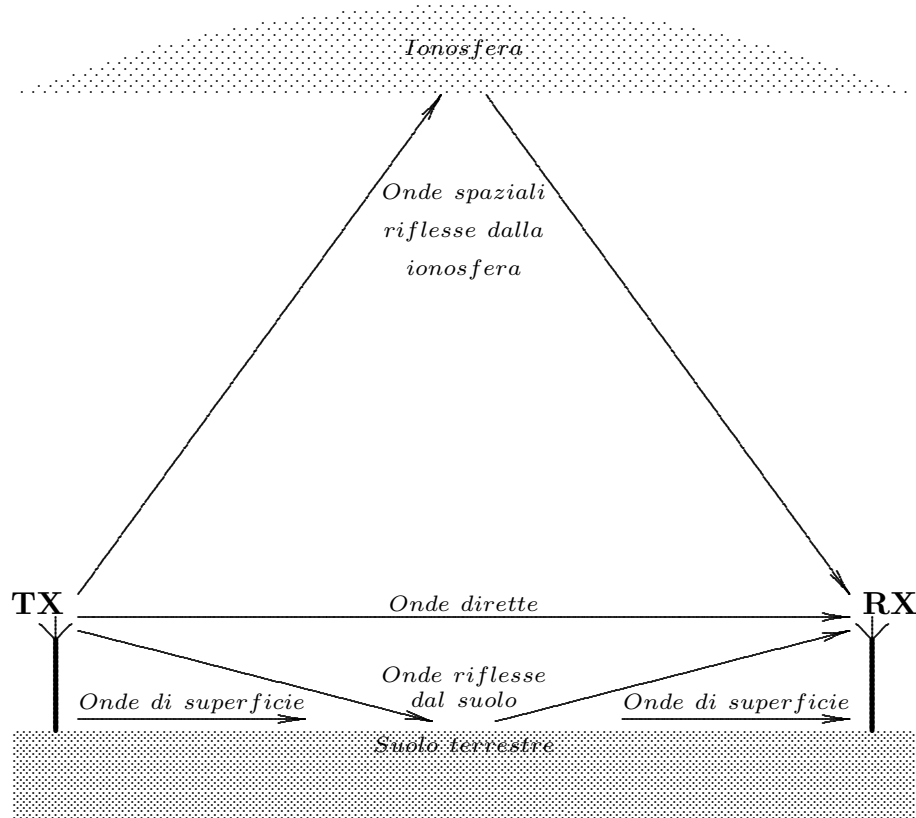 Ionosfera
Onde spaziali
riflesse dalla
ionosfera
TX
Onde dirette
RX
Onde riflesse
dal suolo
Onde di superficie
Onde di superficie
Suolo terrestre